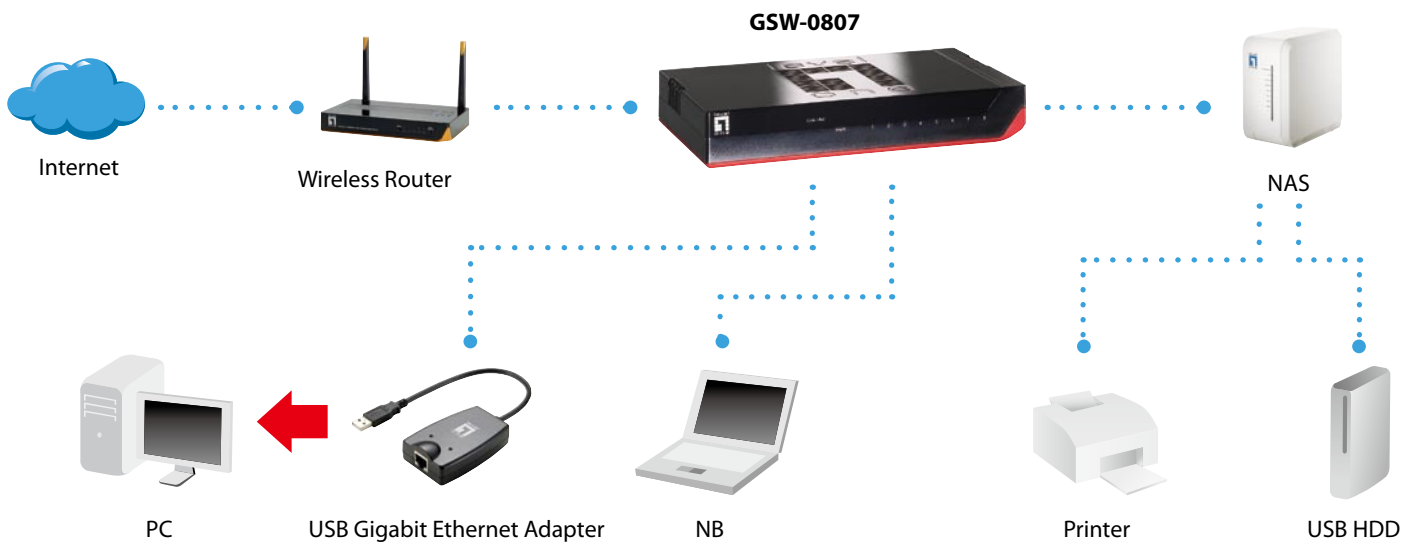 GSW-0807
Internet
Wireless Router
NAS
PC
USB Gigabit Ethernet Adapter
NB
Printer
USB HDD